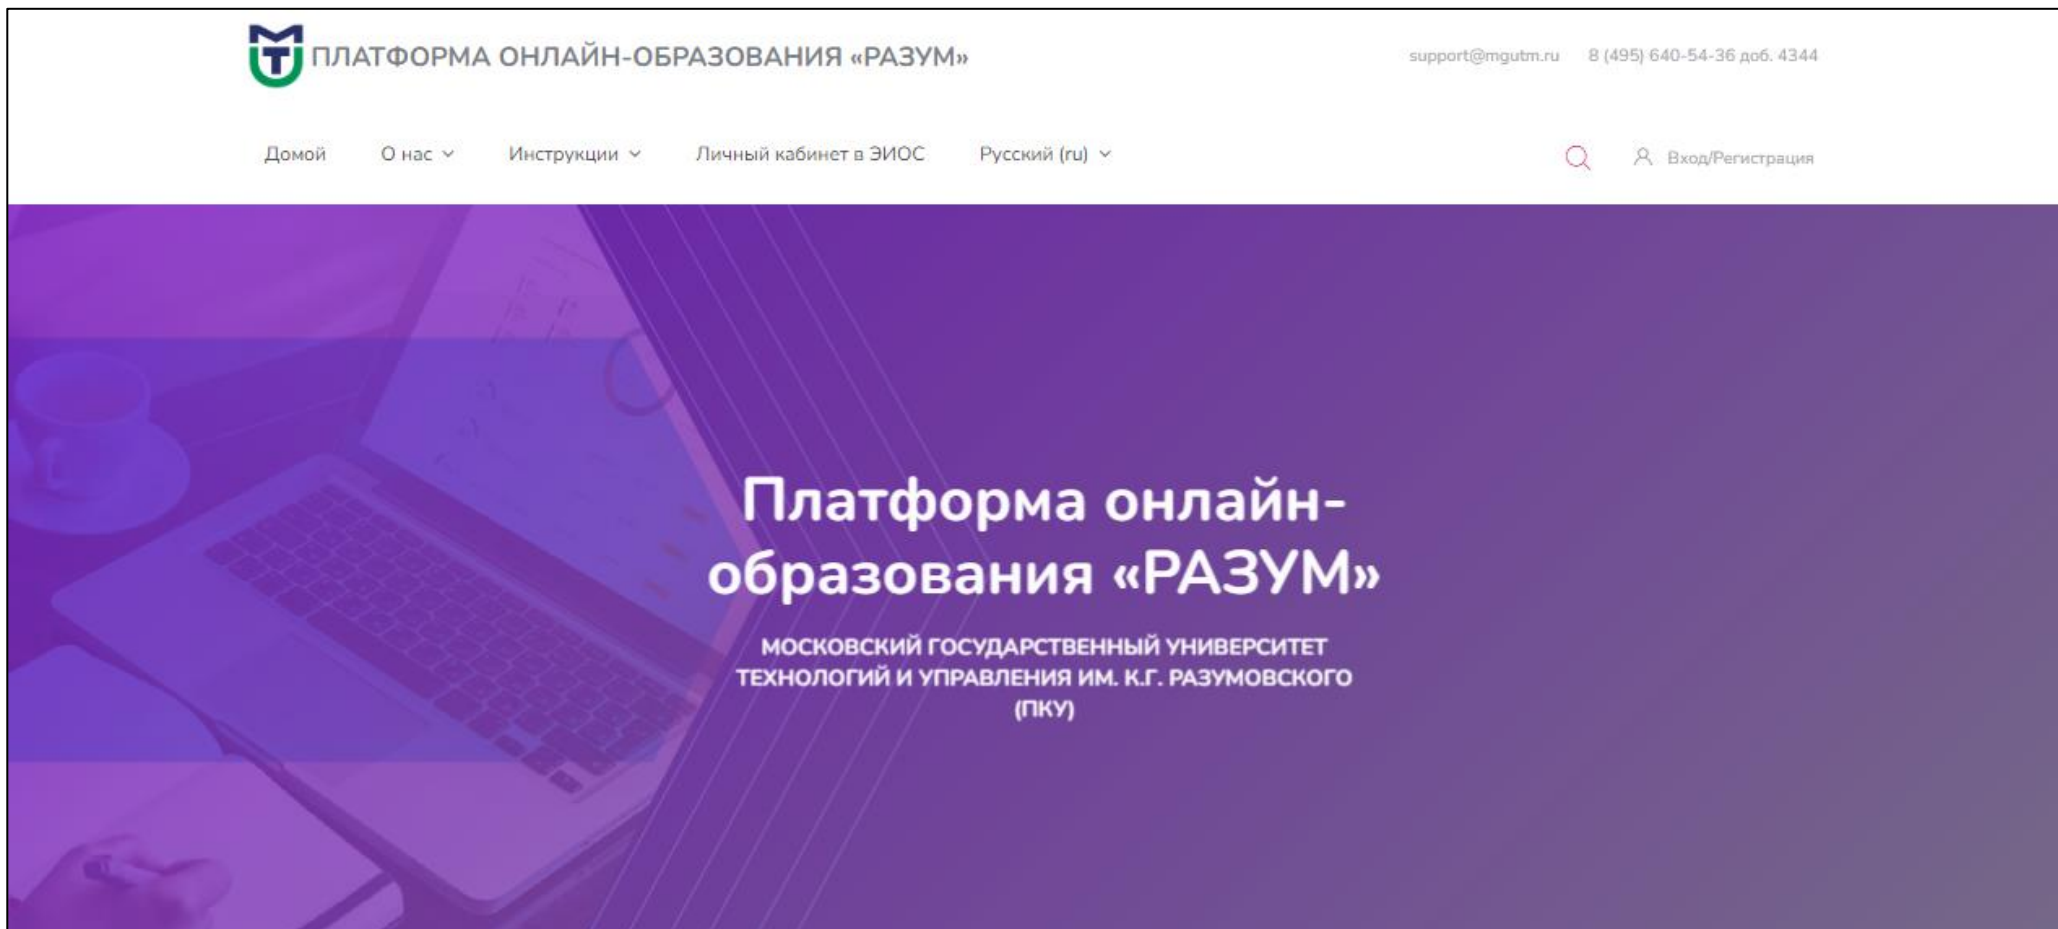 ПЛАТФОРМА ОНЛАЙН-ОБРАЗОВАНИЯ «РАЗУМ»
support@mgutm.ru 8 (495) 640-54-36 доб. 4344
Домой О нас Инструкции Личный кабинет в ЭИОС Русский (ru) Вход/Регистрация
Платформа онлайн-
образования «РАЗУМ»
МОСКОВСКИЙ ГОСУДАРСТВЕННЫЙ УНИВЕРСИТЕТ
ТЕХНОЛОГИЙ И УПРАВЛЕНИЯ ИМ. К.Г. РАЗУМОВСКОГО
(ПКУ)